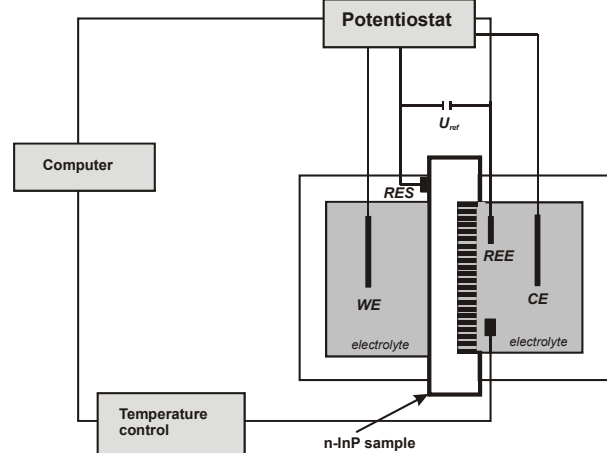 Potentiostat
U_ref
Computer
RES
REE
WE
CE
electrolyte
electrolyte
Temperature
control
n-InP sample